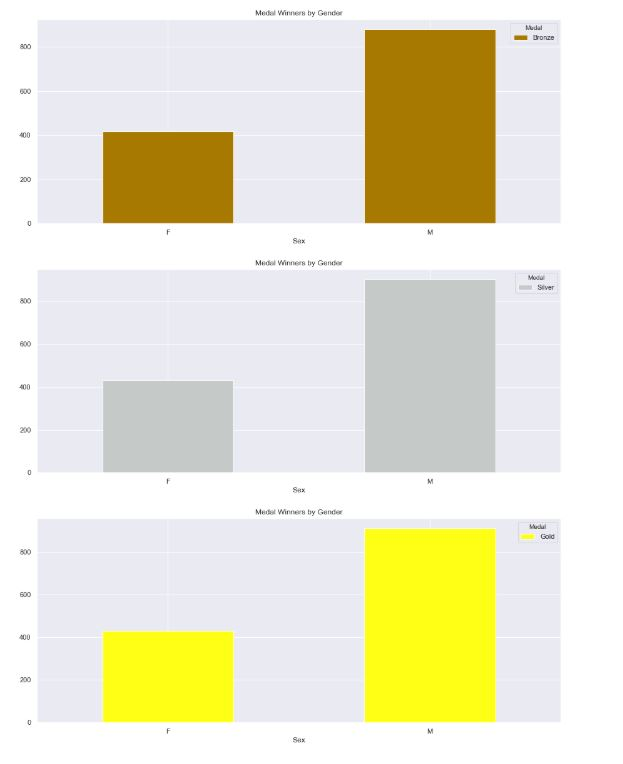 Medal Winners by Gender
Medal
Bronze
800
600
400
200
0
F M
Sex
Medal Winners by Gender
Medal
Silver
800
600
400
200
0
F M
Sex
Medal Winners by Gender
Medal
Gold
800
600
400
200
0
F M
Sex